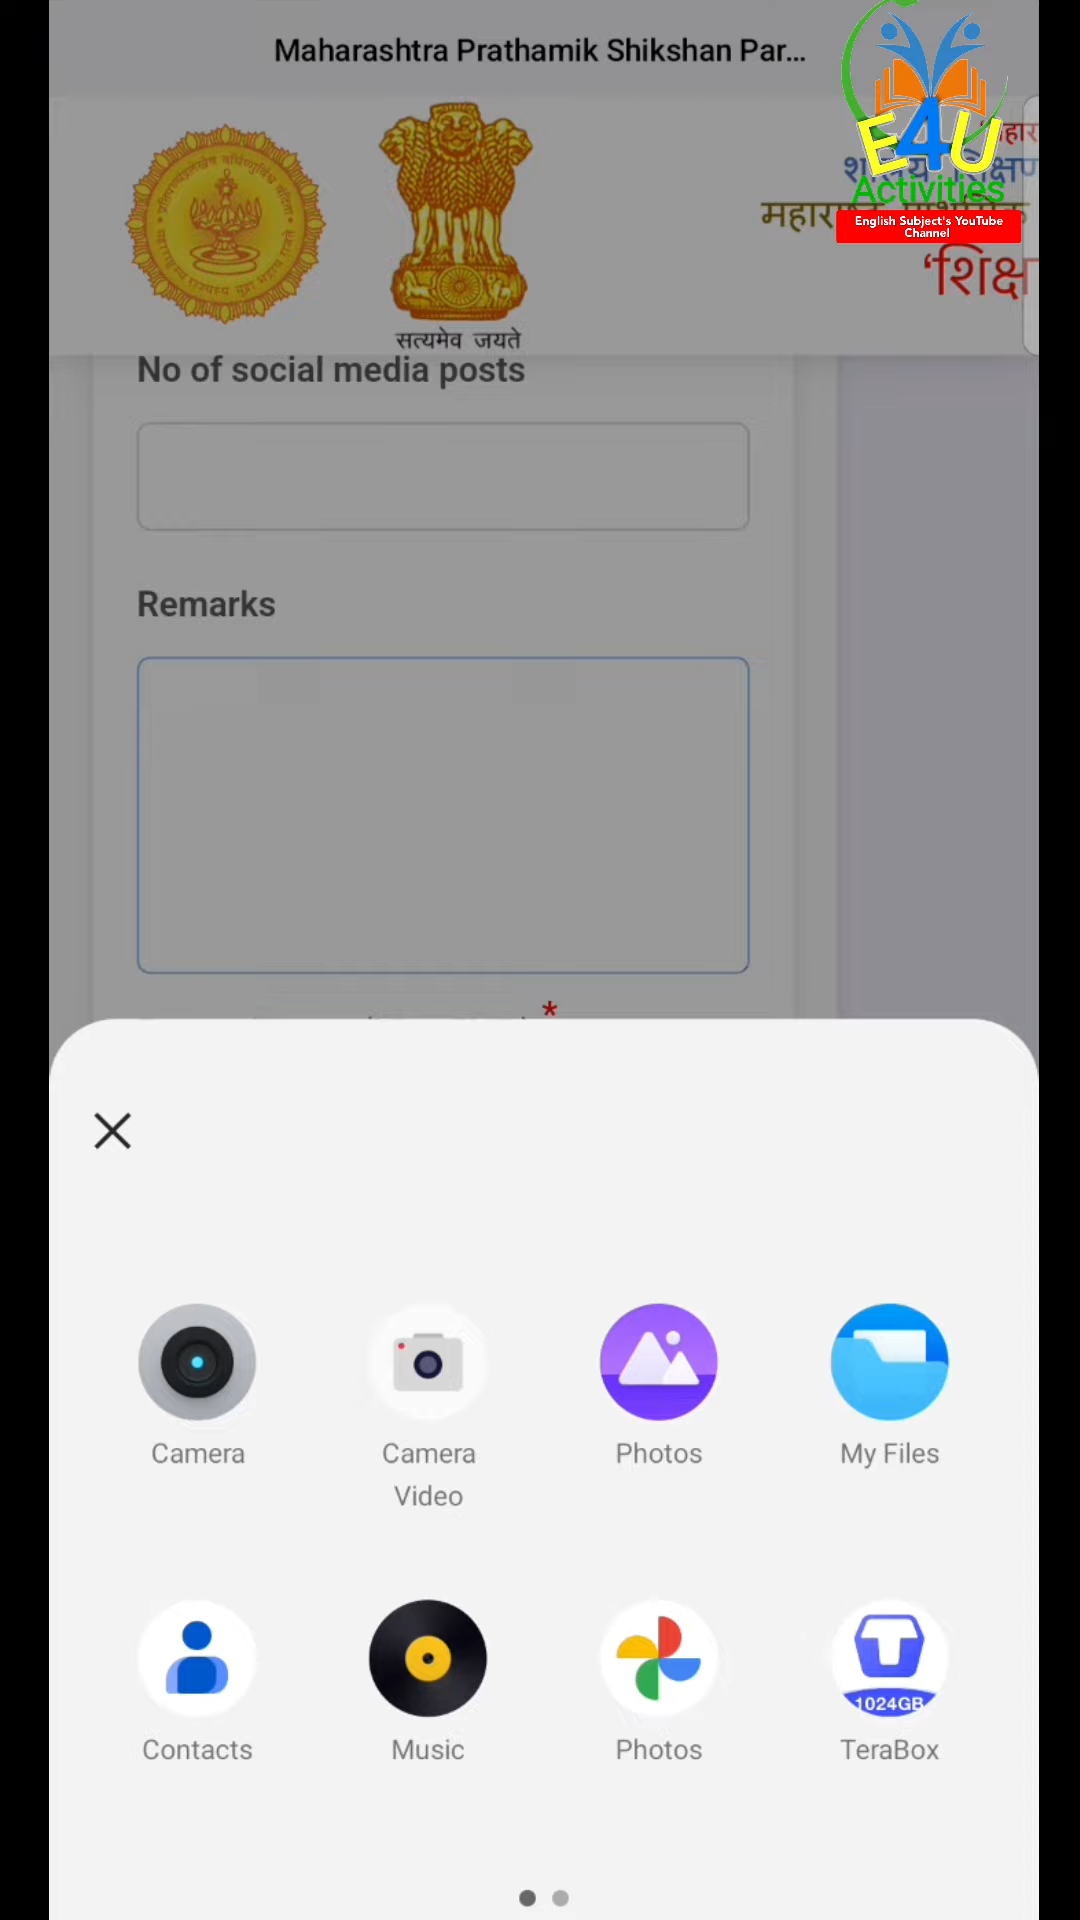 Maharashtra Prathamik Shikshan Par...
E4U
Activities
English Subject's YouTube
Channel
सत्यमेव जयते
‘शिक्ष
No of social media posts
Remarks
*
Camera
Camera
Video
Photos
My Files
Contacts
Music
Photos
1024GB
TeraBox